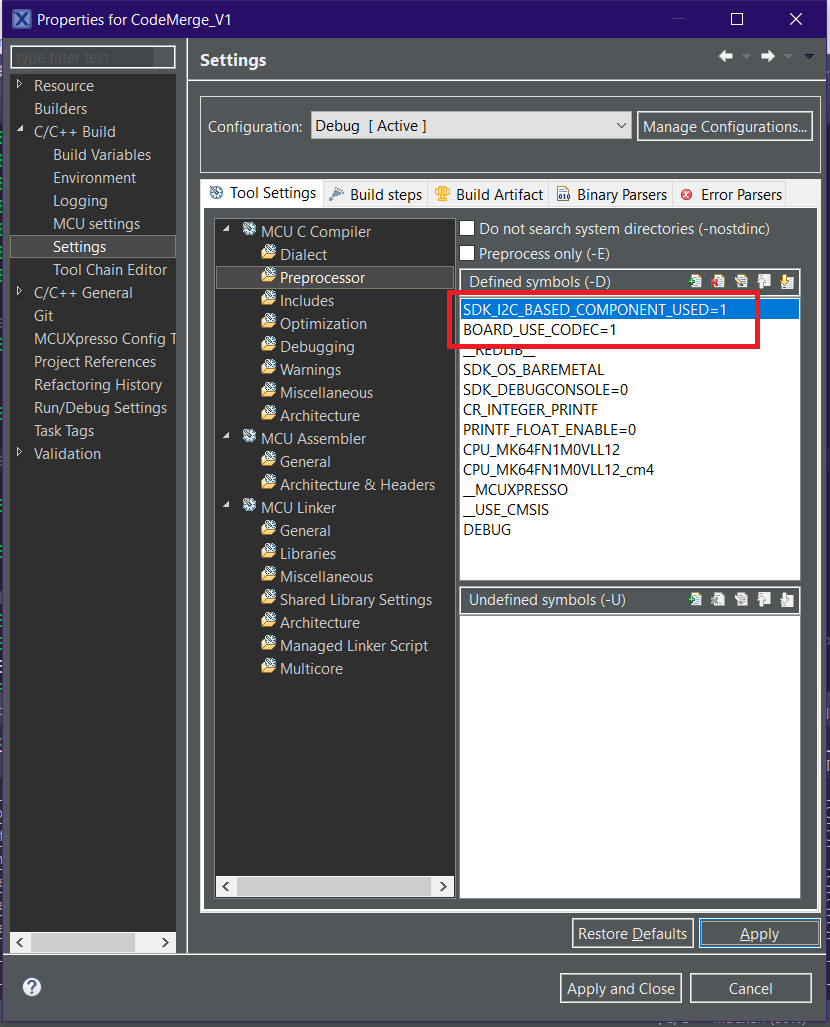 Properties for CodeMerge_V1
type filter text
Resource
Builders
C/C++ Build
Build Variables
Environment
Logging
MCU settings
Settings
Tool Chain Editor
C/C++ General
Git
MCUXpresso Config T
Project References
Refactoring History
Run/Debug Settings
Task Tags
Validation
Settings
Configuration:
Debug [ Active ]
Manage Configurations...
Tool Settings
Build steps
Build Artifact
Binary Parsers
Error Parsers
MCU C Compiler
Dialect
Preprocessor
Includes
Optimization
Debugging
Warnings
Miscellaneous
Architecture
MCU Assembler
General
Architecture & Headers
MCU Linker
General
Libraries
Miscellaneous
Shared Library Settings
Architecture
Managed Linker Script
Multicore
Do not search system directories (-nostdinc)
Preprocess only (-E)
Defined symbols (-D)
SDK_I2C_BASED_COMPONENT_USED=1
BOARD_USE_CODEC=1
__REDLIB__
SDK_OS_BAREMETAL
SDK_DEBUGCONSOLE=0
CR_INTEGER_PRINTF
PRINTF_FLOAT_ENABLE=0
CPU_MK64FN1M0VLL12
CPU_MK64FN1M0VLL12_cm4
__MCUXPRESSO
__USE_CMSIS
DEBUG
Undefined symbols (-U)
Restore Defaults
Apply
Apply and Close
Cancel